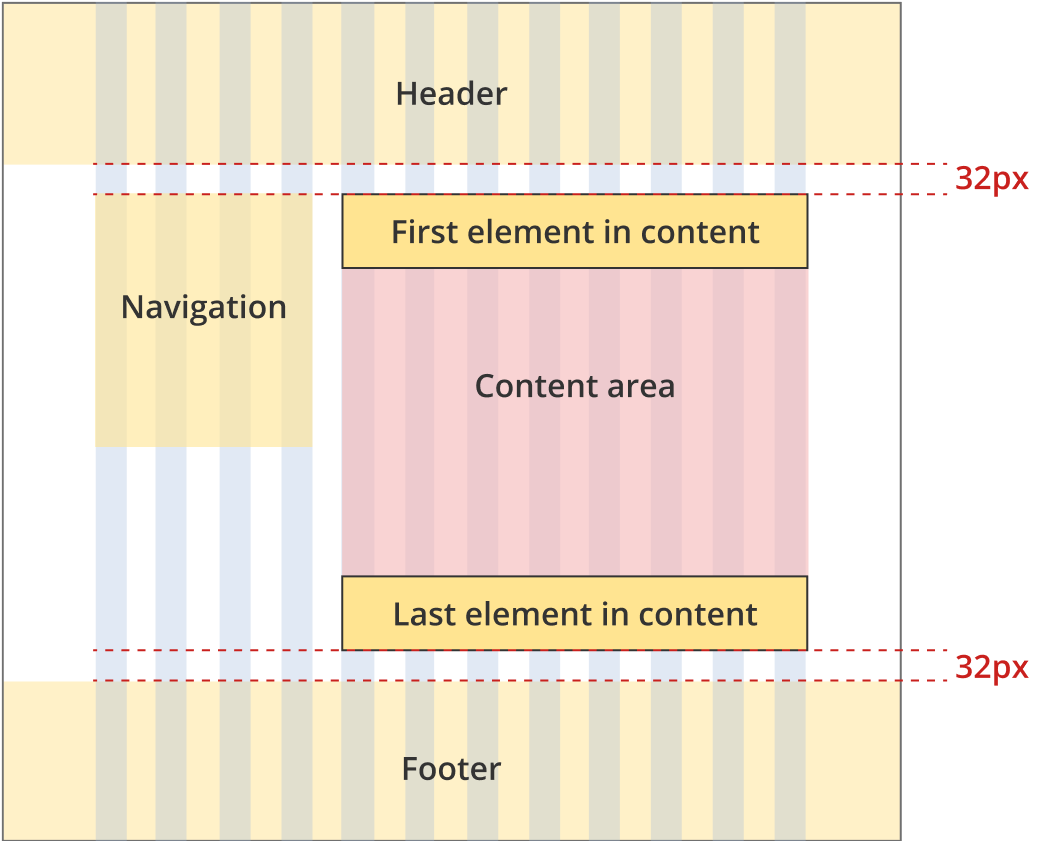 Header
32px
First element in content
Navigation
Content area
Last element in content
32px
Footer